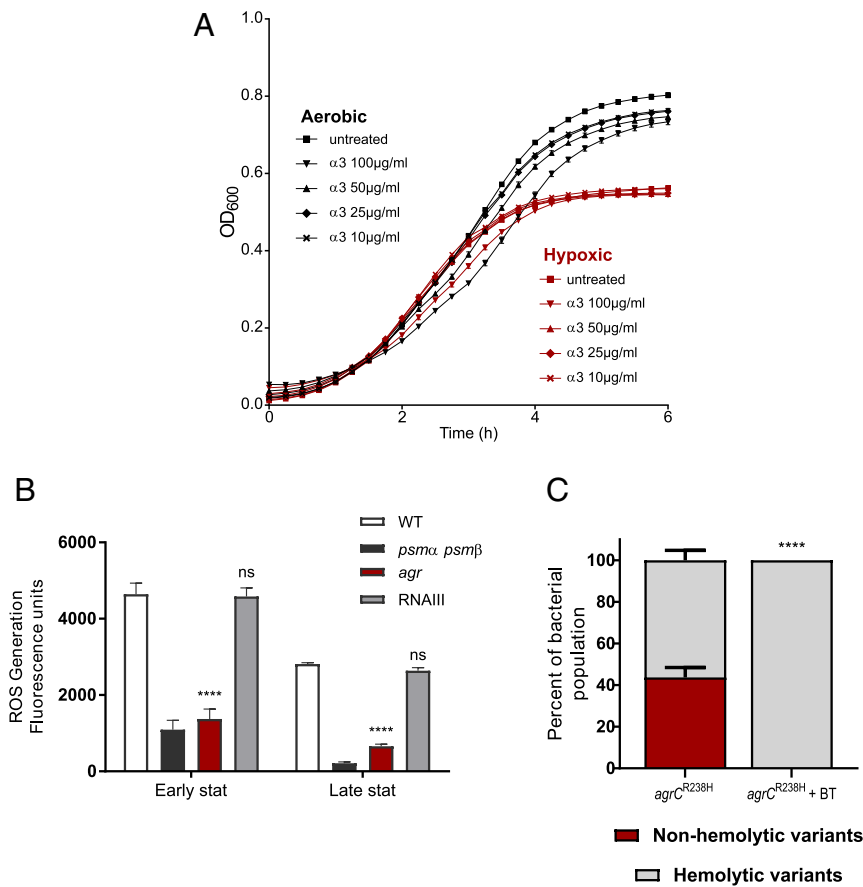 A
1.0
0.8
0.6
0.4
0.2
0.0
OD600
0
2
4
6
Time (h)
Aerobic
untreated
α3 100µg/ml
α3 50µg/ml
α3 25µg/ml
α3 10µg/ml
Hypoxic
untreated
α3 100µg/ml
α3 50µg/ml
α3 25µg/ml
α3 10µg/ml
B
WT
psmα psmβ
agr
RNAIII
6000
4000
2000
0
ROS Generation
Fluorescence units
****
ns
****
ns
Early stat
Late stat
C
100
80
60
40
20
0
Percent of bacterial
population
****
agrCR238H
agrCR238H + BT
Non-hemolytic variants
Hemolytic variants